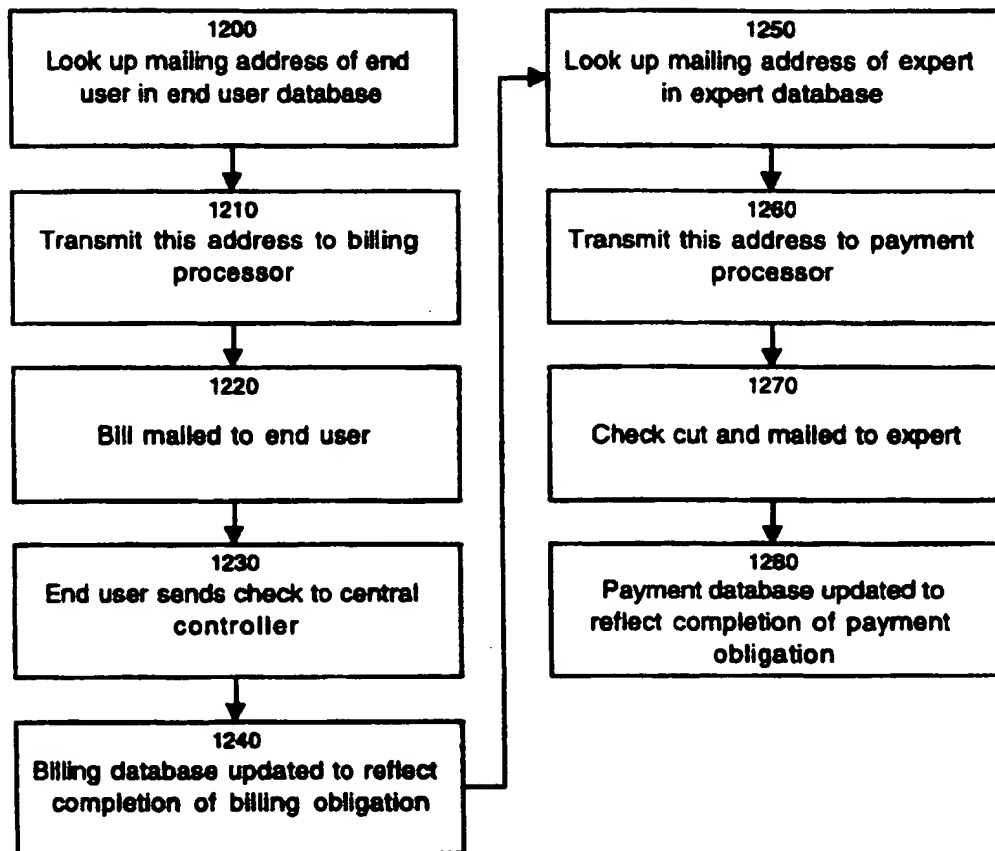 1200
Look up mailing address of end
user in end user database
1210
Transmit this address to billing
processor
1220
Bill mailed to end user
1230
End user sends check to central
controller
1240
Billing database updated to reflect
completion of billing obligation
1250
Look up mailing address of expert
in expert database
1260
Transmit this address to payment
processor
1270
Check cut and mailed to expert
1280
Payment database updated to
reflect completion of payment
obligation